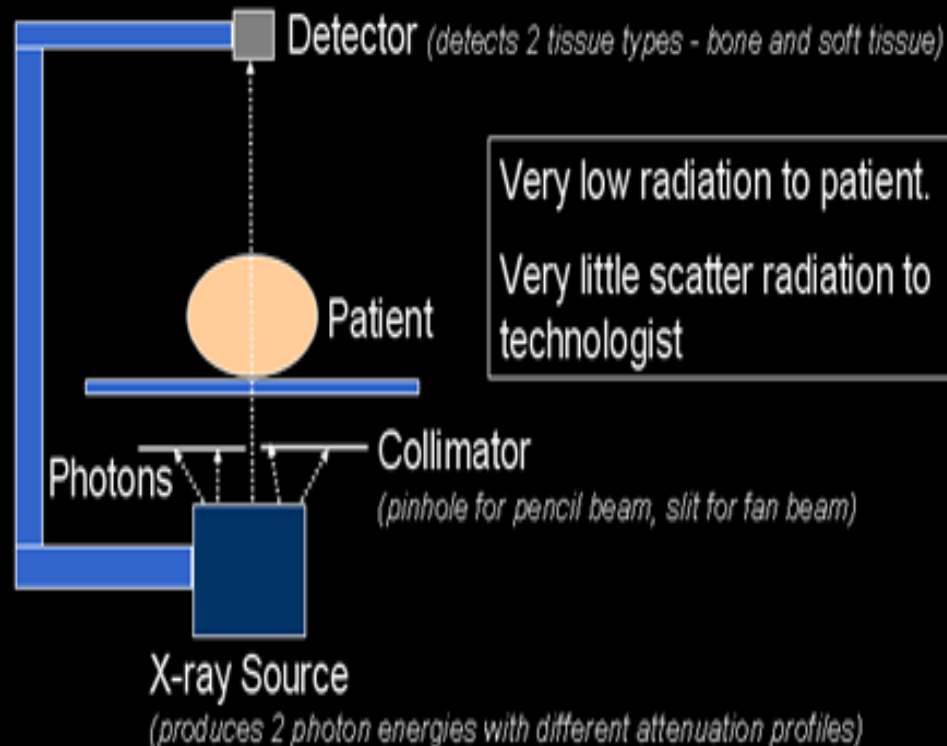 Detector (detects 2 tissue types - bone and soft tissue)
Very low radiation to patient.
Very little scatter radiation to
technologist
Patient
Collimator
Photons
(pinhole for pencil beam, slit for fan beam)
X-ray Source
(produces 2 photon energies with different attenuation profiles)